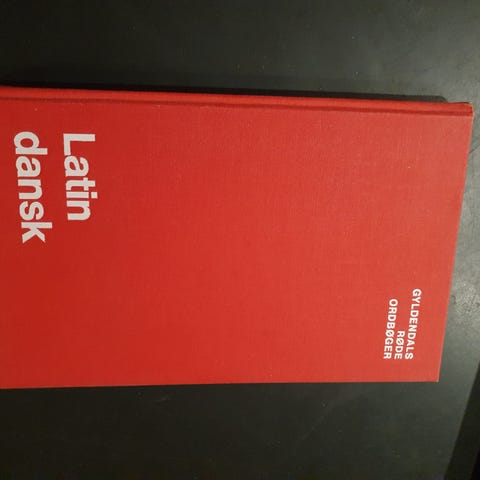 Latin
dansk
GYLDENDALS
RØDE
ORDBØGER